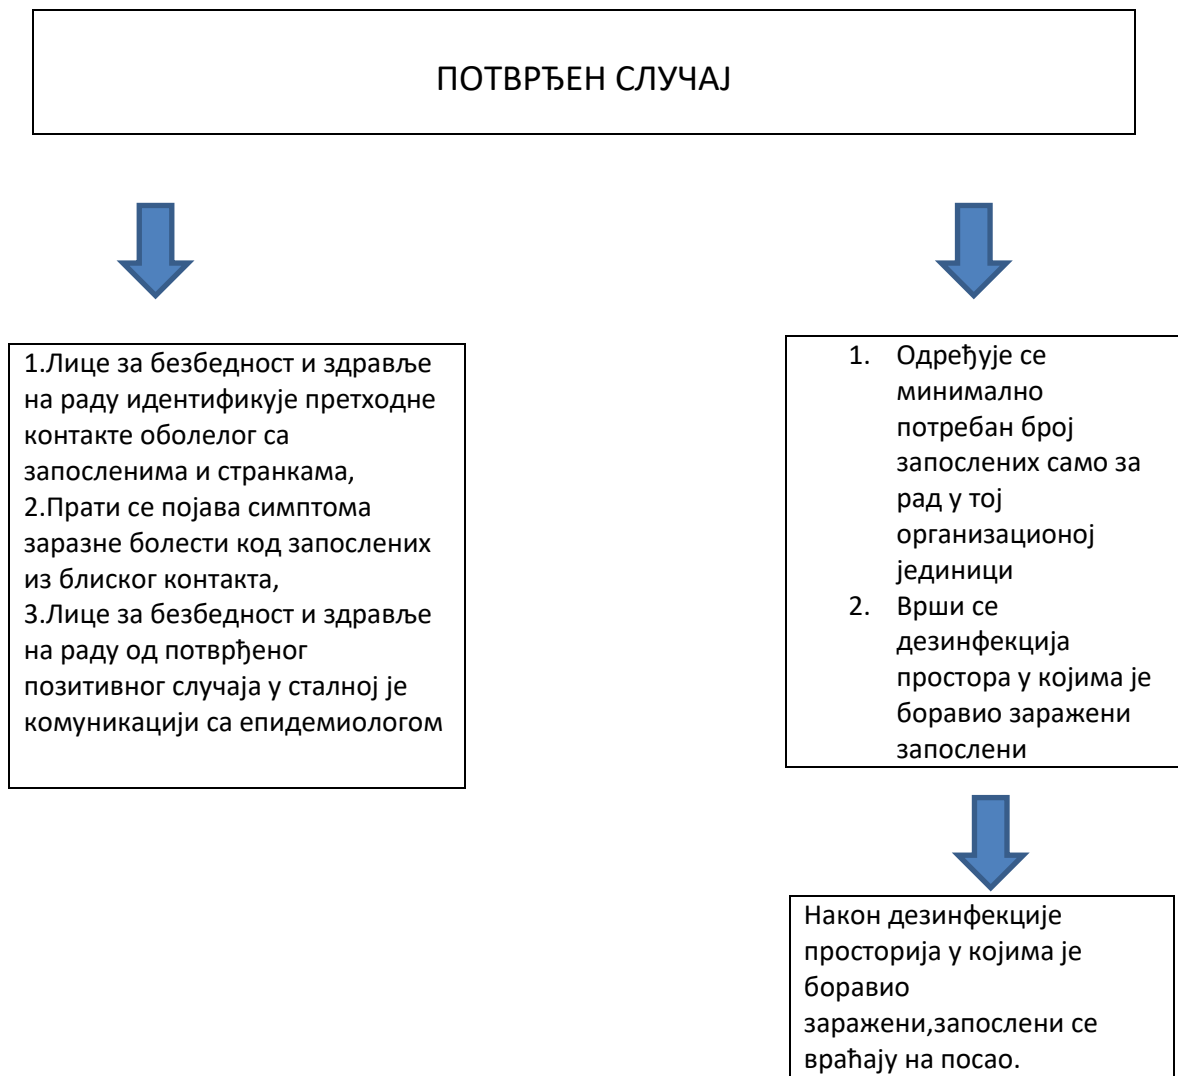 ПОТВРЂЕН СЛУЧАЈ
1.Лице за безбедност и здравље
на раду идентификује претходне
контакте оболелог са
запосленима и странкама,
2.Прати се појава симптома
заразне болести код запослених
из блиског контакта,
3.Лице за безбедност и здравље
на раду од потврђеног
позитивног случаја у сталној је
комуникацији са епидемиологом
1. Одређује се
минимално
потребан број
запослених само за
рад у тој
организационој
јединици
2. Врши се
дезинфекција
простора у којима је
боравио заражени
запослени
Након дезинфекције
просторија у којима је
боравио
заражени,запослени се
враћају на посао.